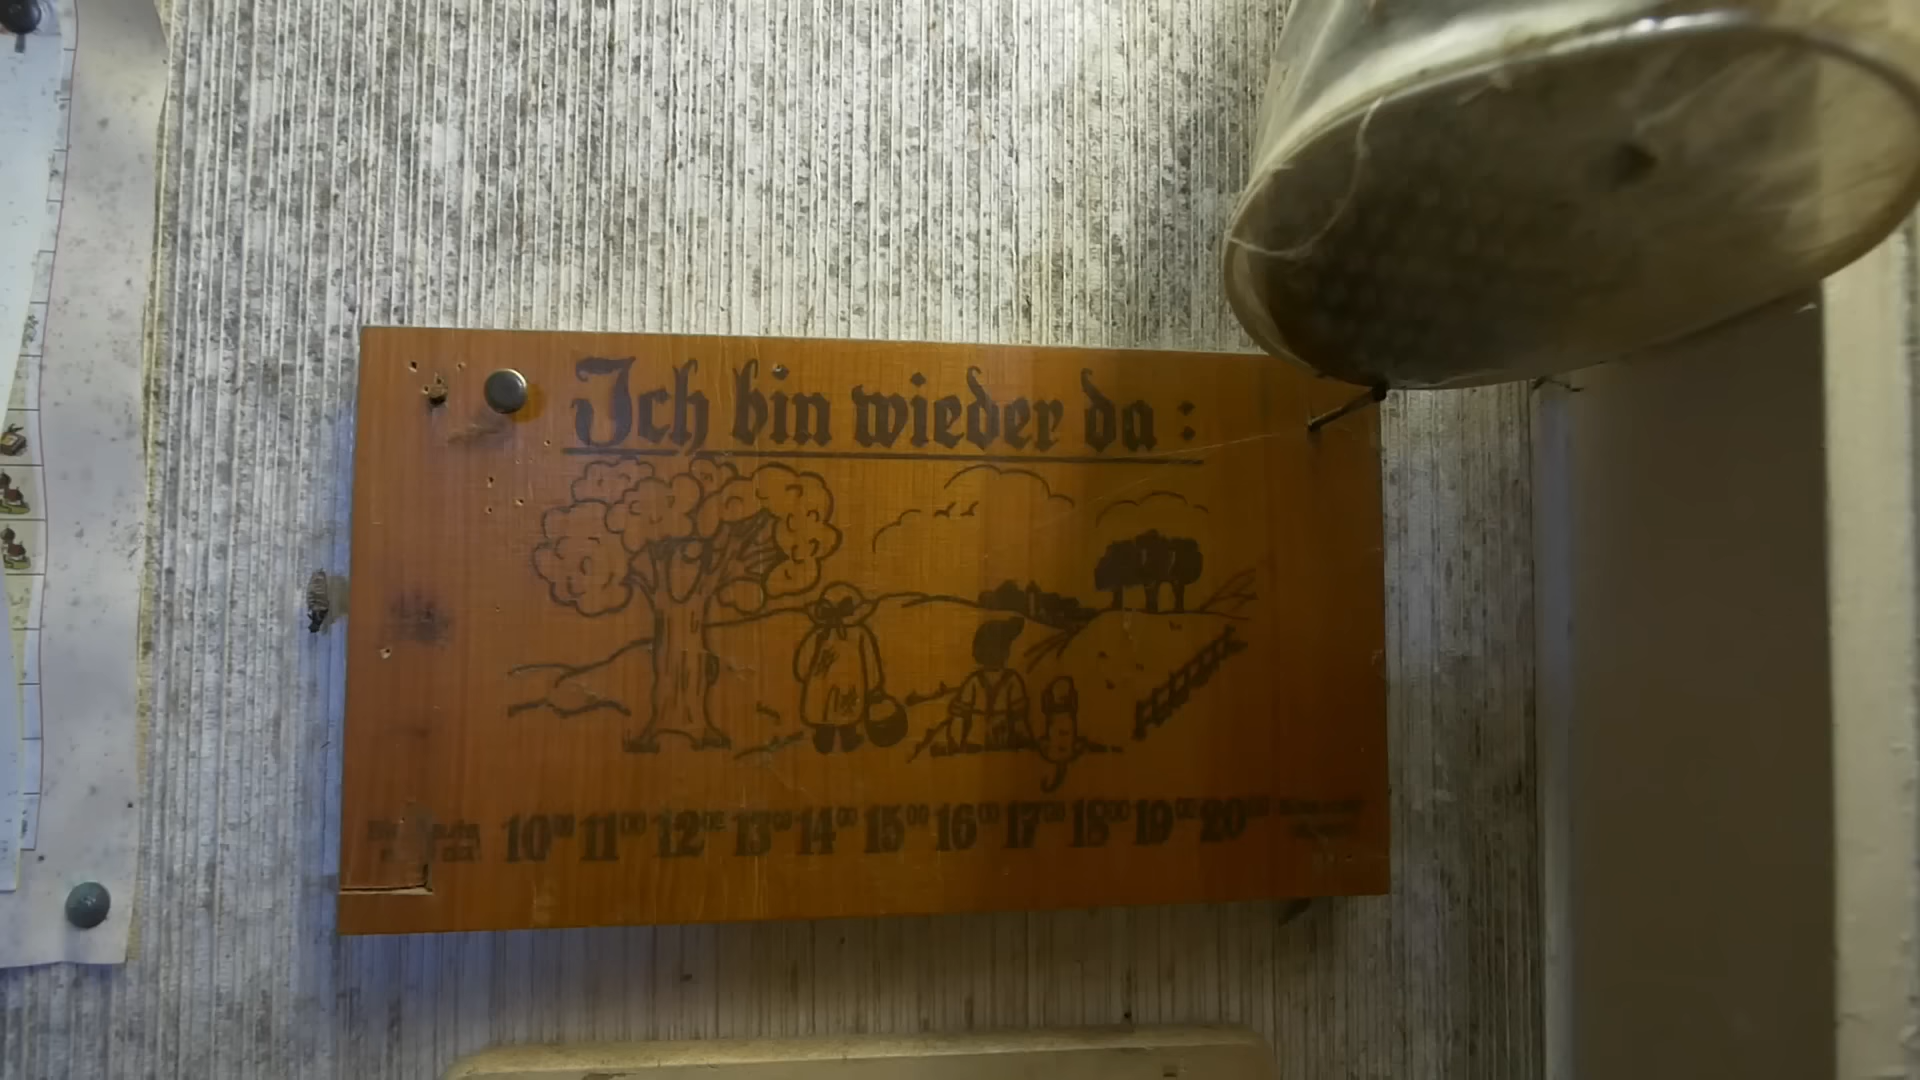 Ich bin wieder da :
10⁰⁰ 11⁰⁰ 12⁰⁰ 13⁰⁰ 14⁰⁰ 15⁰⁰ 16⁰⁰ 17⁰⁰ 18⁰⁰ 19⁰⁰ 20⁰⁰